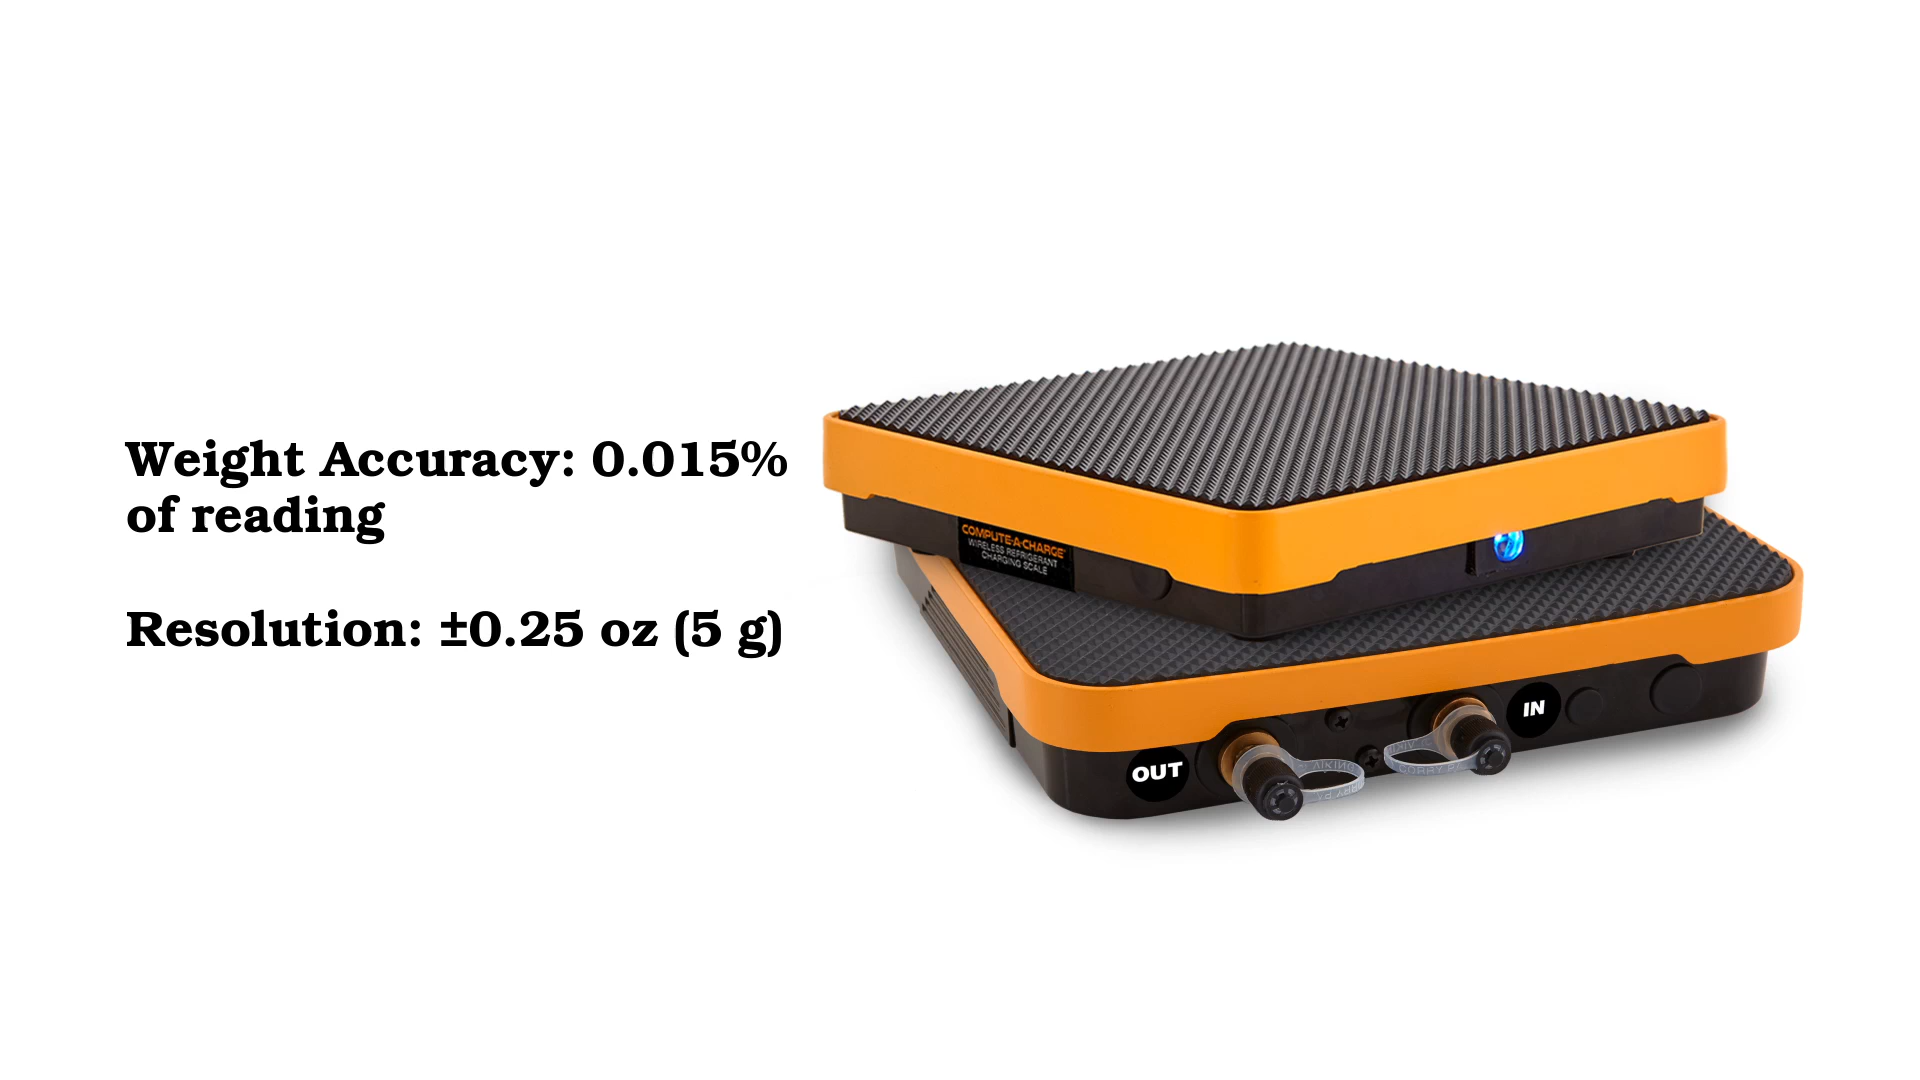 Weight Accuracy: 0.015%
of reading
Resolution: ±0.25 oz (5 g)
COMPUTE-A-CHARGE
WIRELESS REFRIGERANT
CHARGING SCALE
IN
OUT
VIKING